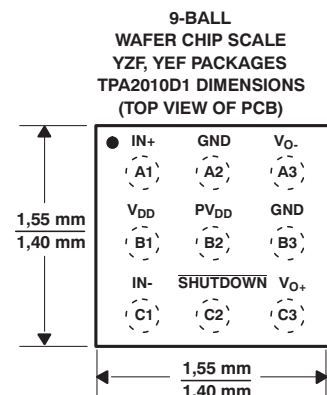 9-BALL
WAFER CHIP SCALE
YZF, YEF PACKAGES
TPA2010D1 DIMENSIONS
(TOP VIEW OF PCB)
IN+ GND VO-
A1 A2 A3
VDD PVDD GND
B1 B2 B3
IN- SHUTDOWN VO+
C1 C2 C3
1,55 mm
1,40 mm
1,55 mm
1,40 mm